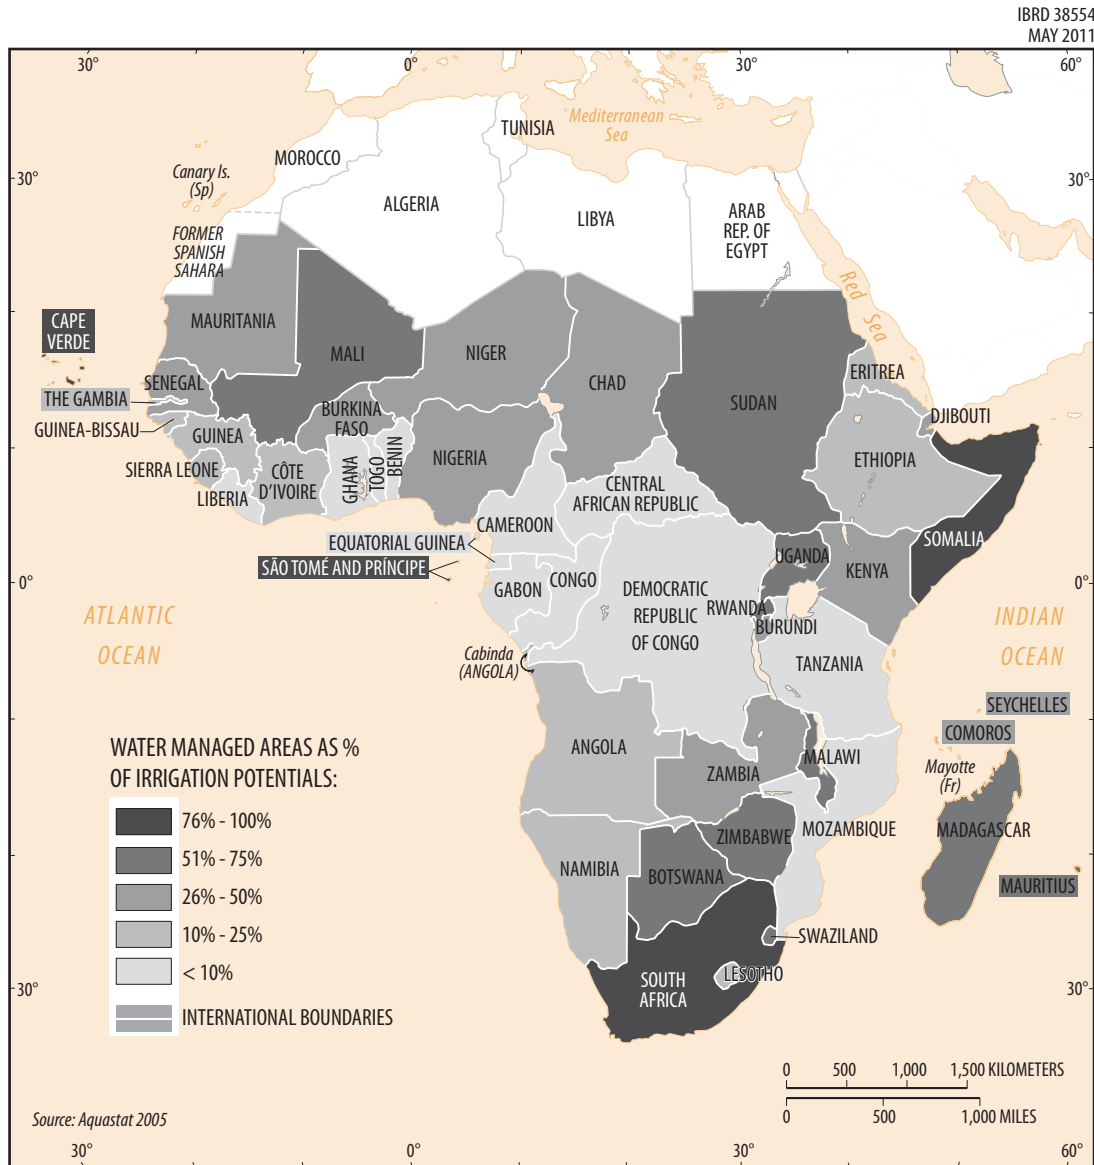 IBRD 38554
MAY 2011
30°
0°
30°
60°
Mediterranean
Sea
TUNISIA
MOROCCO
Canary Is.
(Sp)
30°
30°
ALGERIA
LIBYA
ARAB
REP. OF
EGYPT
FORMER
SPANISH
SAHARA
Red Sea
CAPE
VERDE
MAURITANIA
MALI
NIGER
CHAD
SUDAN
ERITREA
SENEGAL
THE GAMBIA
GUINEA-BISSAU
GUINEA
BURKINA
FASO
DJIBOUTI
SIERRA LEONE
CÔTE
D'IVOIRE
LIBERIA
GHANA
TOGO
BENIN
NIGERIA
ETHIOPIA
CENTRAL
AFRICAN REPUBLIC
CAMEROON
SOMALIA
EQUATORIAL GUINEA
SÃO TOMÉ AND PRÍNCIPE
UGANDA
KENYA
0°
0°
GABON
CONGO
DEMOCRATIC
REPUBLIC
OF CONGO
RWANDA
BURUNDI
ATLANTIC
OCEAN
INDIAN
OCEAN
Cabinda
(ANGOLA)
TANZANIA
SEYCHELLES
COMOROS
ANGOLA
ZAMBIA
MALAWI
Mayotte
(Fr)
MOZAMBIQUE
MADAGASCAR
ZIMBABWE
NAMIBIA
BOTSWANA
MAURITIUS
SWAZILAND
SOUTH
AFRICA
LESOTHO
30°
30°
WATER MANAGED AREAS AS %
OF IRRIGATION POTENTIALS:
76% - 100%
51% - 75%
26% - 50%
10% - 25%
< 10%
INTERNATIONAL BOUNDARIES
0 500 1,000 1,500 KILOMETERS
0 500 1,000 MILES
Source: Aquastat 2005
30°
0°
30°
60°